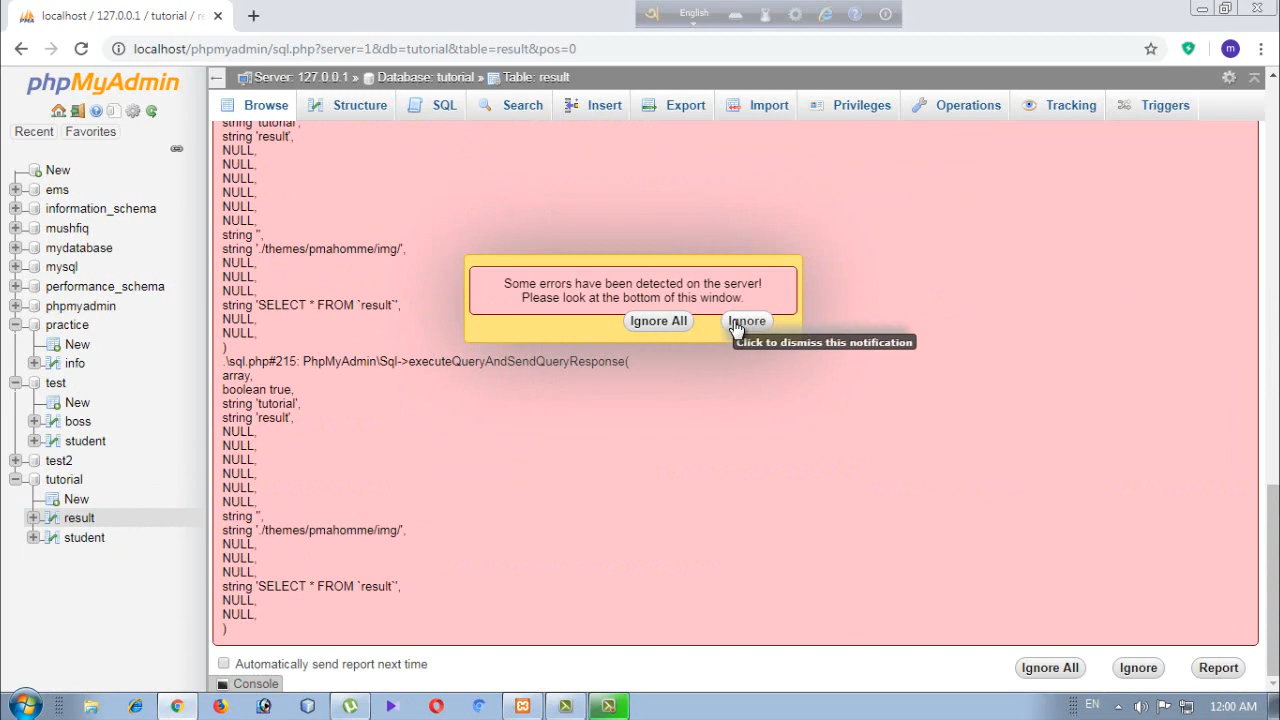 localhost / 127.0.0.1 / tutorial / re
English
localhost/phpmyadmin/sql.php?server=1&db=tutorial&table=result&pos=0
m
phpMyAdmin
Recent
Favorites
New
ems
information_schema
mushfiq
mydatabase
mysql
performance_schema
phpmyadmin
practice
New
info
test
New
boss
student
test2
tutorial
New
result
student
Server: 127.0.0.1 » Database: tutorial » Table: result
Browse Structure SQL Search Insert Export Import Privileges Operations Tracking Triggers
string 'tutorial',
string 'result',
NULL,
NULL,
NULL,
NULL,
NULL,
NULL,
string '',
string './themes/pmahomme/img/',
NULL,
NULL,
NULL,
string 'SELECT * FROM `result`',
NULL,
NULL,
)
.\sql.php#215: PhpMyAdmin\Sql->executeQueryAndSendQueryResponse(
array,
boolean true,
string 'tutorial',
string 'result',
NULL,
NULL,
NULL,
NULL,
NULL,
NULL,
string '',
string './themes/pmahomme/img/',
NULL,
NULL,
NULL,
string 'SELECT * FROM `result`',
NULL,
NULL,
)
Some errors have been detected on the server!
Please look at the bottom of this window.
Ignore All Ignore
Click to dismiss this notification
Automatically send report next time
Ignore All Ignore Report
Console
EN
12:00 AM